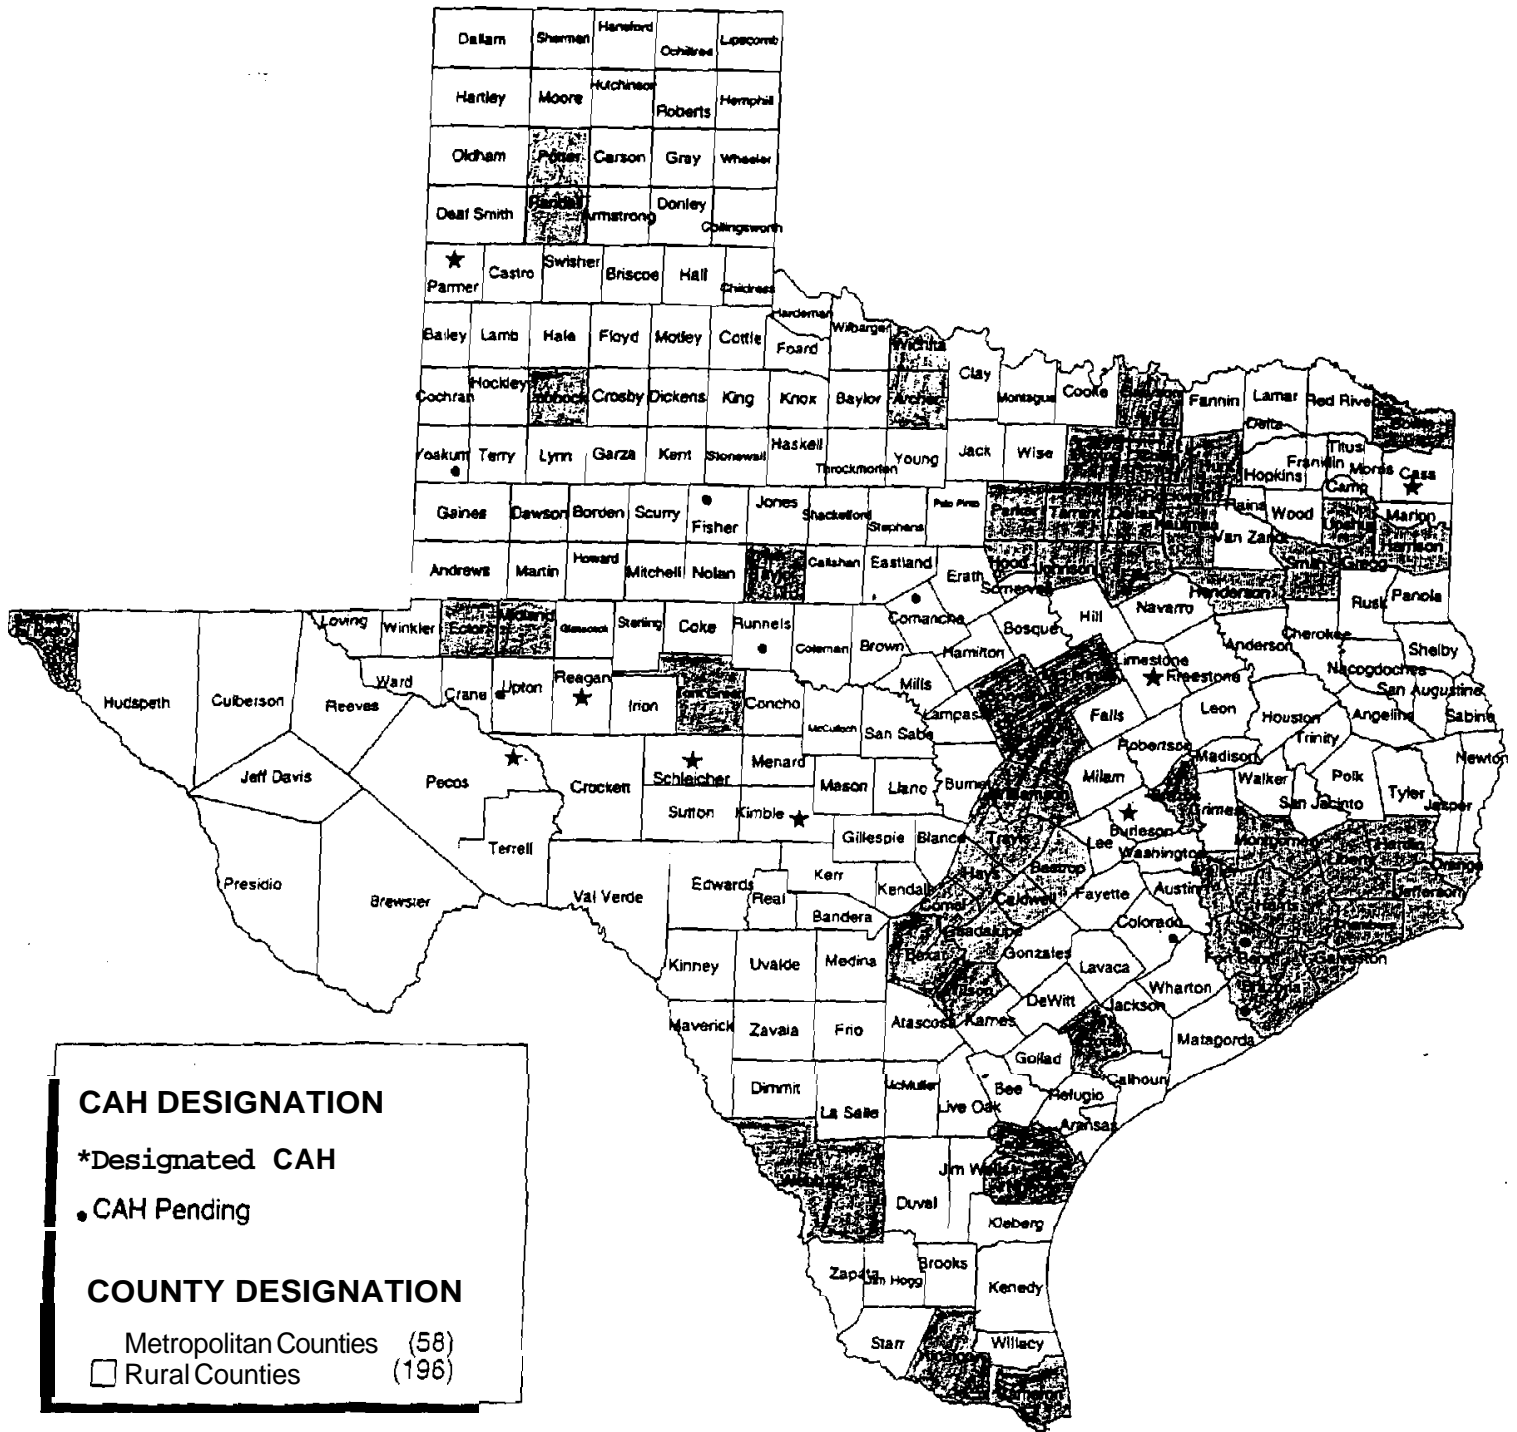 Dallam Sherman Hansford Ochiltree Lipscomb
Hartley Moore Hutchinson Roberts Hemphill
Oldham Potter Carson Gray Wheeler
Deaf Smith Randall Armstrong Donley Collingsworth
Parmer Castro Swisher Briscoe Hall Childress
Hardeman Wilbarger Wichita
Bailey Lamb Hale Floyd Motley Cottle Foard
Clay Montague Cooke Fannin Lamar Red River
Cochran Hockley Crosby Dickens King Knox Baylor Archer
Delta Titus Franklin Morris Cass
Yoakum Terry Lynn Garza Kent Stonewall Haskell Throckmorton Young Jack Wise
Hopkins Camp
Gaines Dawson Borden Scurry Fisher Jones Shackelford Stephens Palo Pinto Parker Tarrant Dallas
Kaufman Rains Wood Van Zandt Upshur Marion Harrison
Andrews Martin Howard Mitchell Nolan Callahan Eastland Erath Hood Johnson Somervell
Smith Gregg Henderson Rusk Panola
Loving Winkler Ector Midland Glasscock Sterling Coke Runnels Coleman Brown Comanche Hamilton Bosque Hill Navarro
Anderson Cherokee Shelby Nacogdoches San Augustine Sabine Angelina
Hudspeth Culberson Reeves Ward Crane Upton Reagan Irion Tom Green Concho McCulloch San Saba Mills Lampasas
Limestone Freestone Falls Leon Houston Trinity Robertson Madison Newton
Jeff Davis Pecos Crockett Schleicher Menard Mason Llano Burnet Milam Walker Polk Tyler Jasper San Jacinto Grimes
Sutton Kimble Gillespie Blanco Travis Lee Burleson Washington Montgomery Liberty Hardin Orange Jefferson
Presidio Brewster Terrell Val Verde Edwards Real Kerr Bandera Kendall Comal Hays Bastrop Caldwell Fayette Austin Colorado
Harris Chambers Fort Bend Galveston Brazoria
Kinney Uvalde Medina Bexar Guadalupe Gonzales Lavaca Wharton DeWitt Jackson Matagorda
Maverick Zavala Frio Atascosa Karnes Goliad Calhoun
Dimmit La Salle McMullen Live Oak Bee Refugio Aransas
Duval Jim Wells Kleberg
Zapata Jim Hogg Brooks Kenedy
Starr Willacy
CAH DESIGNATION
*Designated CAH
•CAH Pending
COUNTY DESIGNATION
Metropolitan Counties (58)
Rural Counties (196)